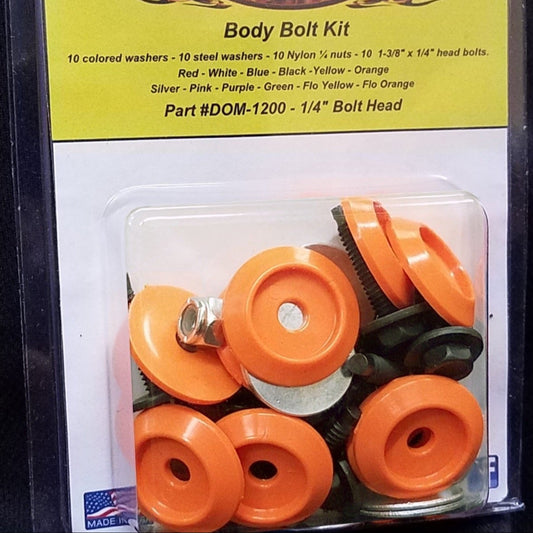 Body Bolt Kit
10 colored washers - 10 steel washers - 10 Nylon ¼ nuts - 10 1-3/8" x 1/4" head bolts.
Red - White - Blue - Black -Yellow - Orange
Silver - Pink - Purple - Green - Flo Yellow - Flo Orange
Part #DOM-1200 - 1/4" Bolt Head
MADE IN